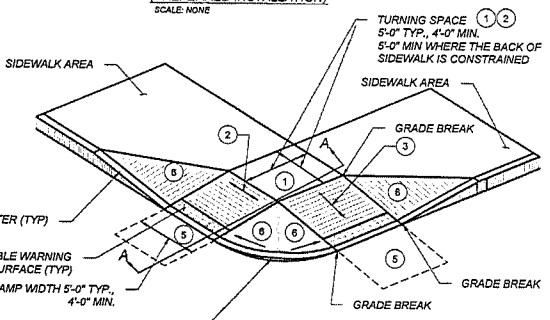 SCALE: NONE
TURNING SPACE 1 2
5'-0" TYP., 4'-0" MIN.
5'-0" MIN WHERE THE BACK OF
SIDEWALK IS CONSTRAINED
SIDEWALK AREA
SIDEWALK AREA
GRADE BREAK
2
A
3
6
1
6
TER (TYP)
6 6
BLE WARNING
URFACE (TYP)
5
5
A
AMP WIDTH 5'-0" TYP.,
4'-0" MIN.
GRADE BREAK
GRADE BREAK